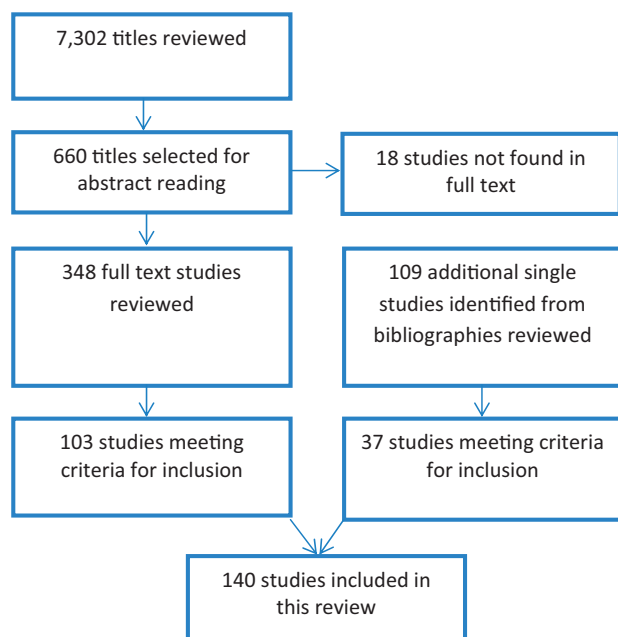 7,302 titles reviewed
660 titles selected for
abstract reading
18 studies not found in
full text
348 full text studies
reviewed
109 additional single
studies identified from
bibliographies reviewed
103 studies meeting
criteria for inclusion
37 studies meeting criteria
for inclusion
140 studies included in
this review